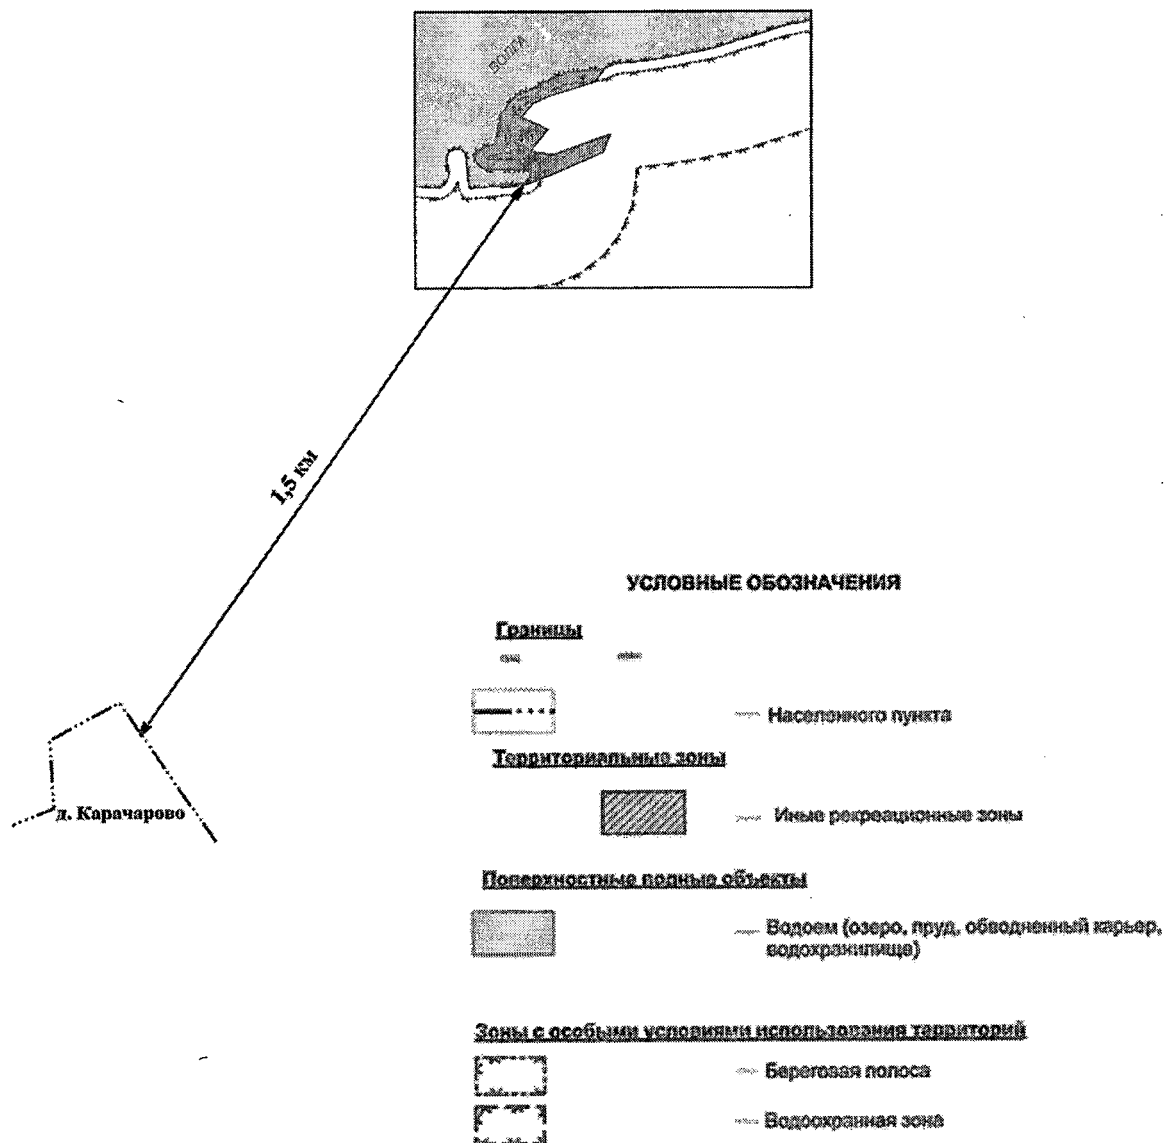 ВОЛГА
1,5 км
д. Карачарово
УСЛОВНЫЕ ОБОЗНАЧЕНИЯ
Границы
Населенного пункта
Территориальные зоны
Иные рекреационные зоны
Поверхностные водные объекты
Водоем (озеро, пруд, обводненный карьер,
водохранилище)
Зоны с особыми условиями использования территорий
Береговая полоса
Водоохранная зона